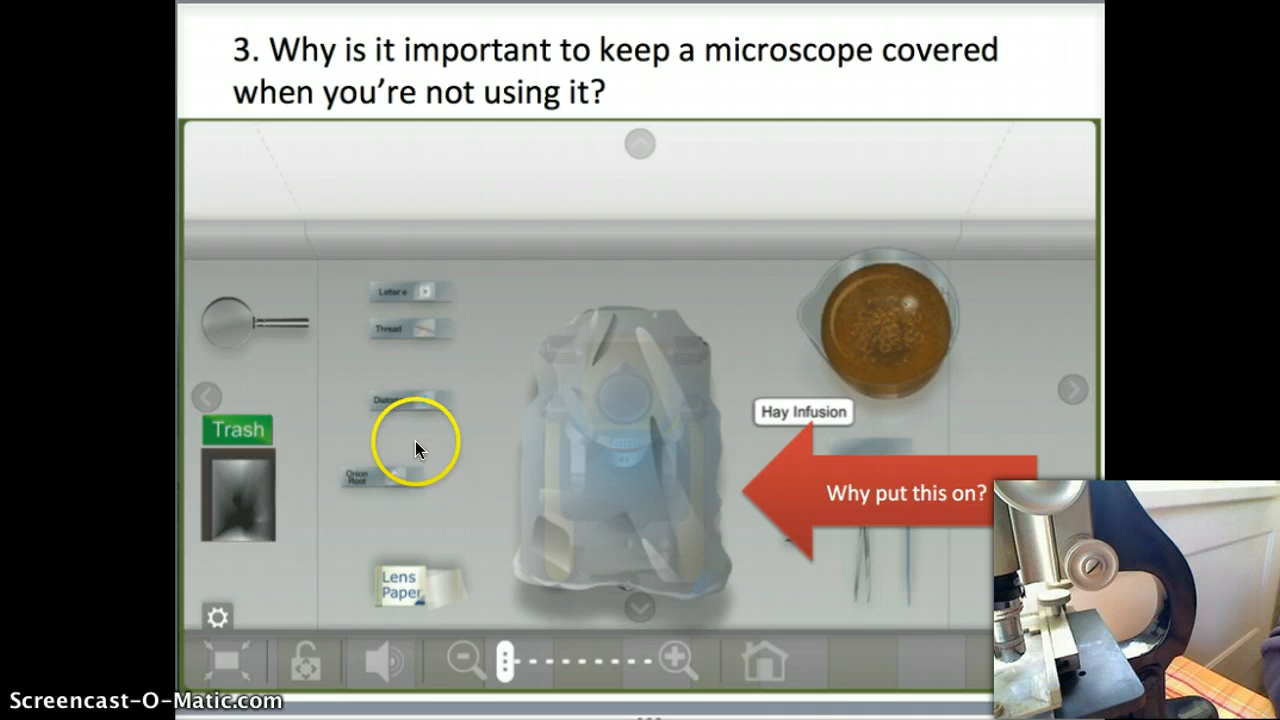 3. Why is it important to keep a microscope covered
when you’re not using it?
Letter e
Thread
Hay Infusion
Trash
Onion
Root
Why put this on?
Lens
Paper
Screencast-O-Matic.com